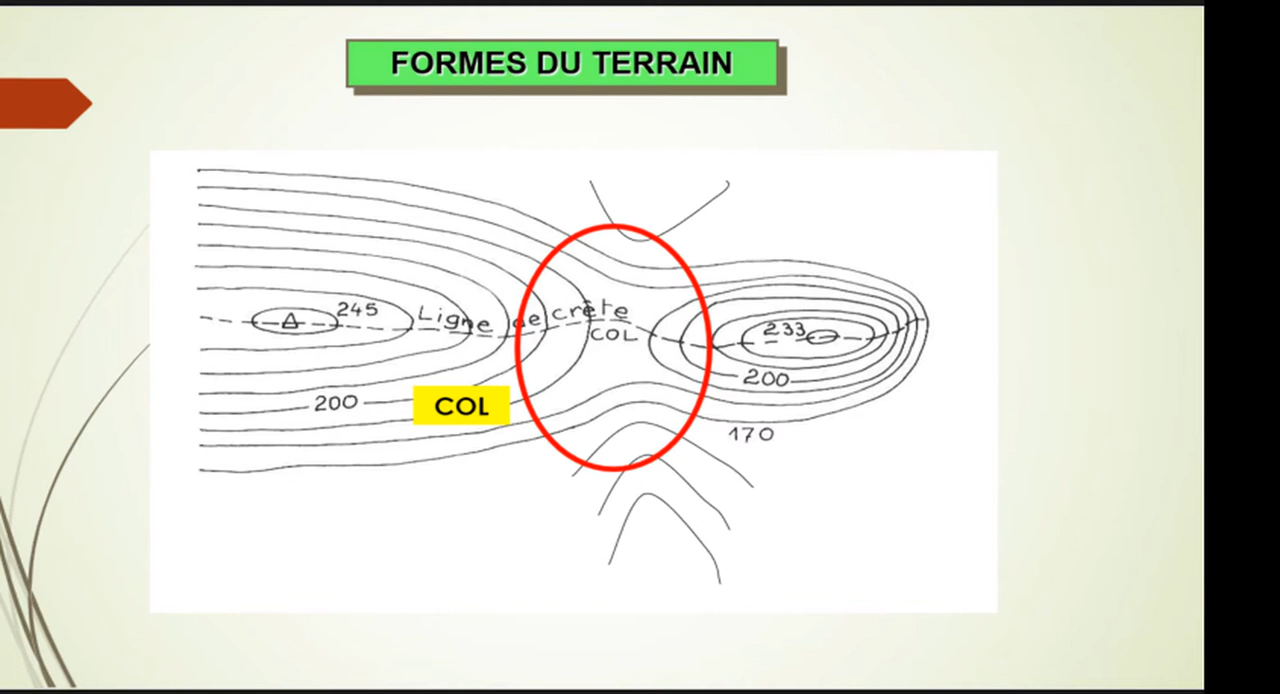 FORMES DU TERRAIN
245
Ligne de crête
COL
233
200
200
COL
170